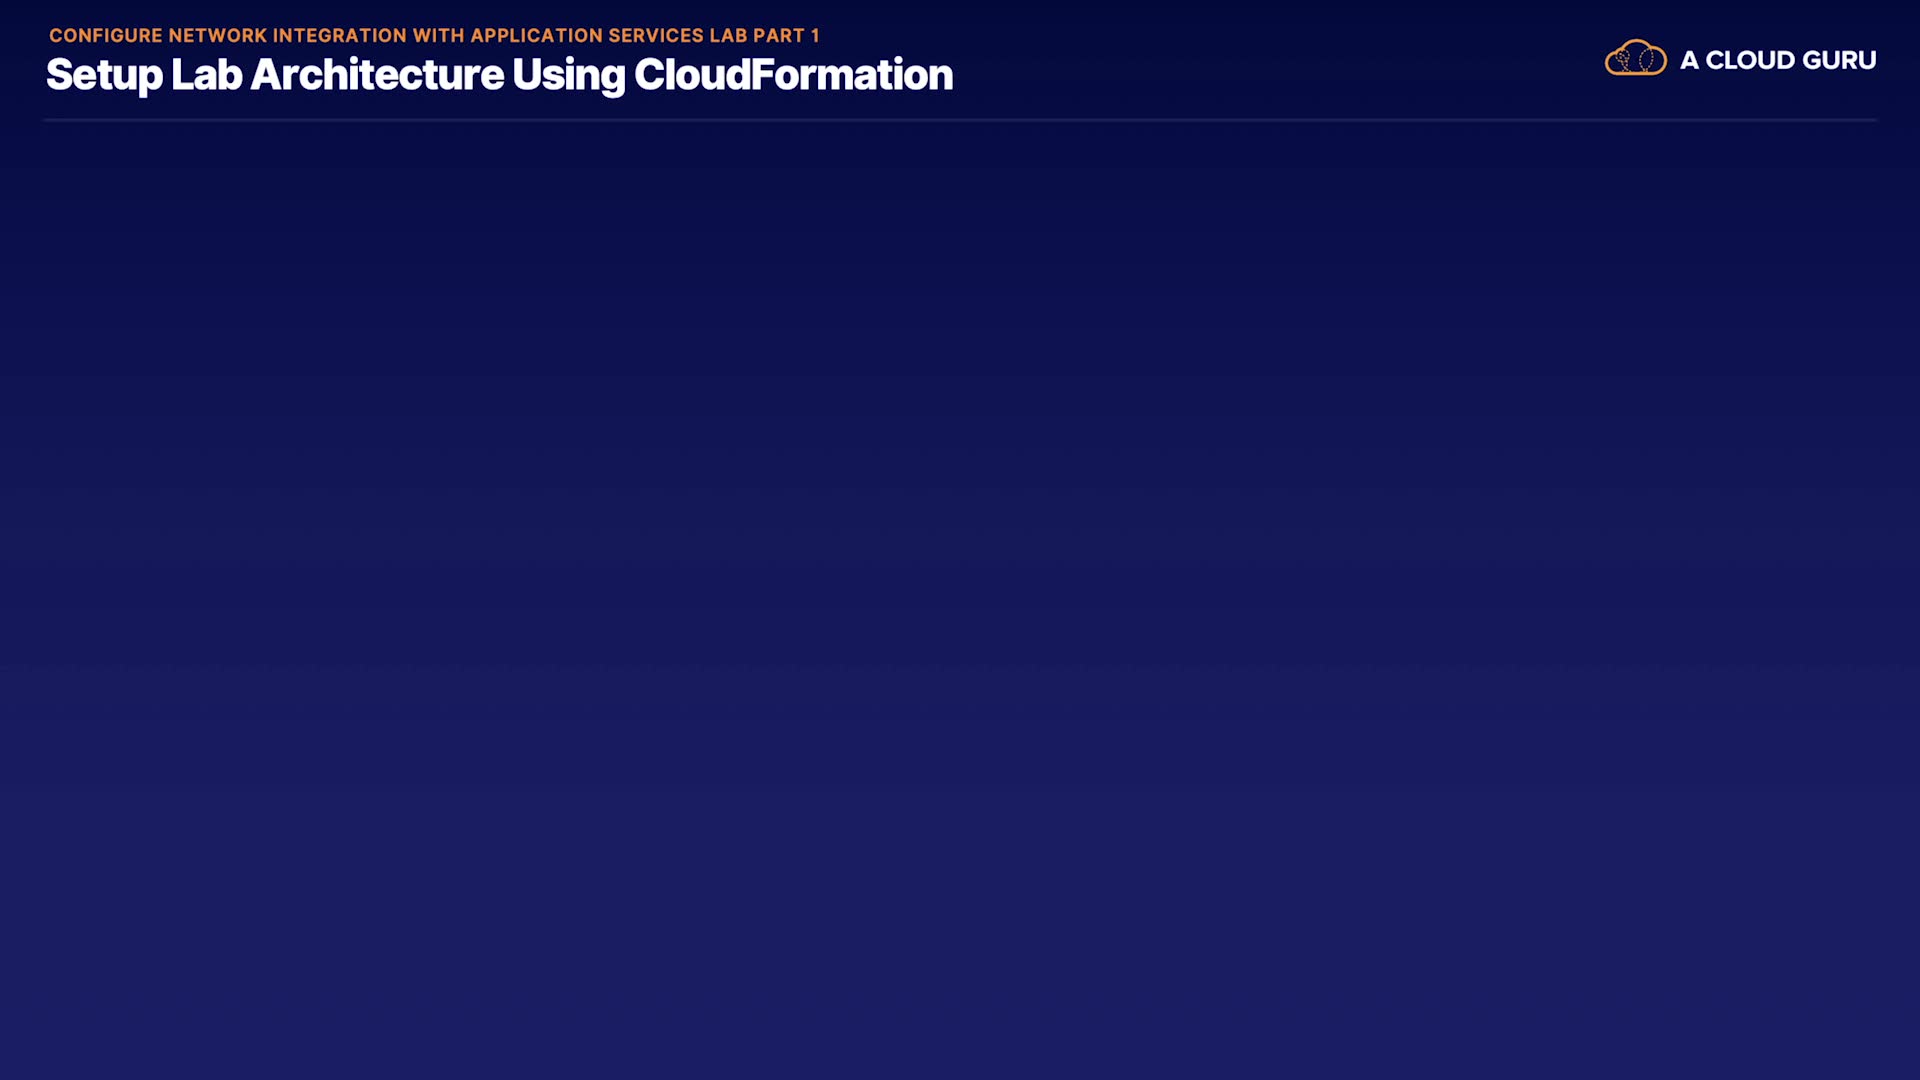 CONFIGURE NETWORK INTEGRATION WITH APPLICATION SERVICES LAB PART 1
Setup Lab Architecture Using CloudFormation
A CLOUD GURU